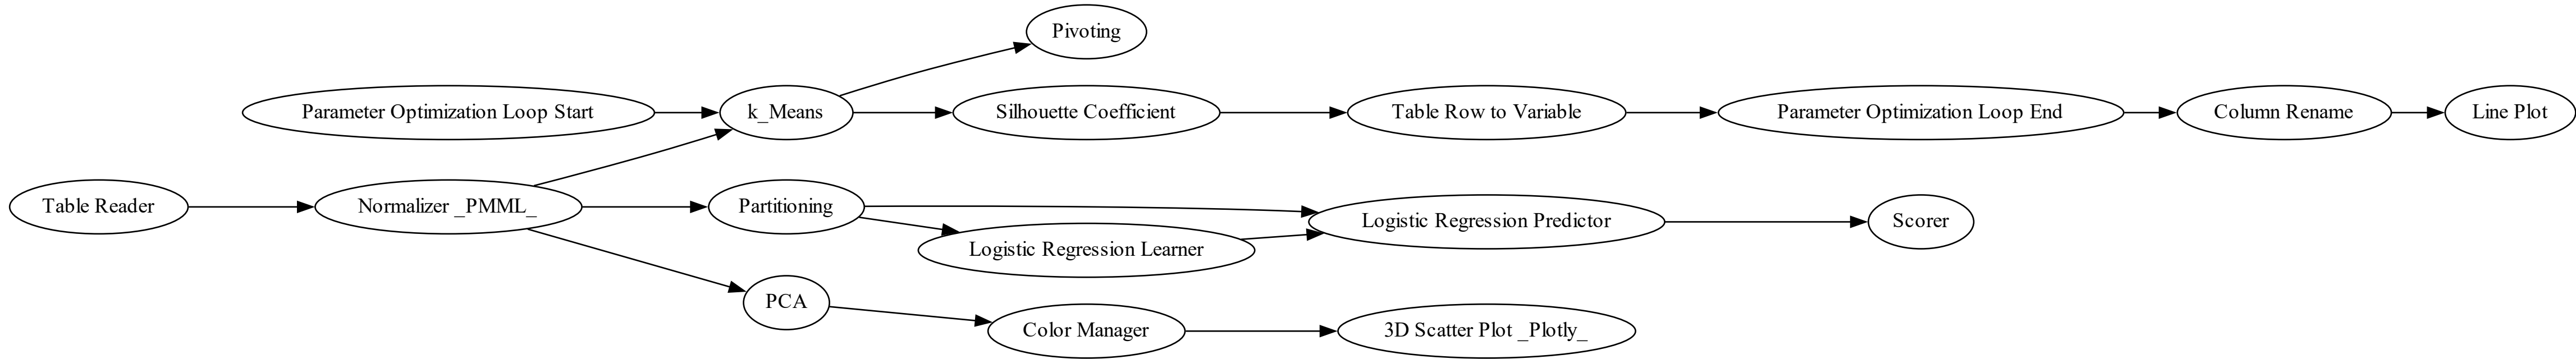 Pivoting
Parameter Optimization Loop Start
k_Means
Silhouette Coefficient
Table Row to Variable
Parameter Optimization Loop End
Column Rename
Line Plot
Table Reader
Normalizer _PMML_
Partitioning
Logistic Regression Predictor
Scorer
Logistic Regression Learner
PCA
Color Manager
3D Scatter Plot _Plotly_